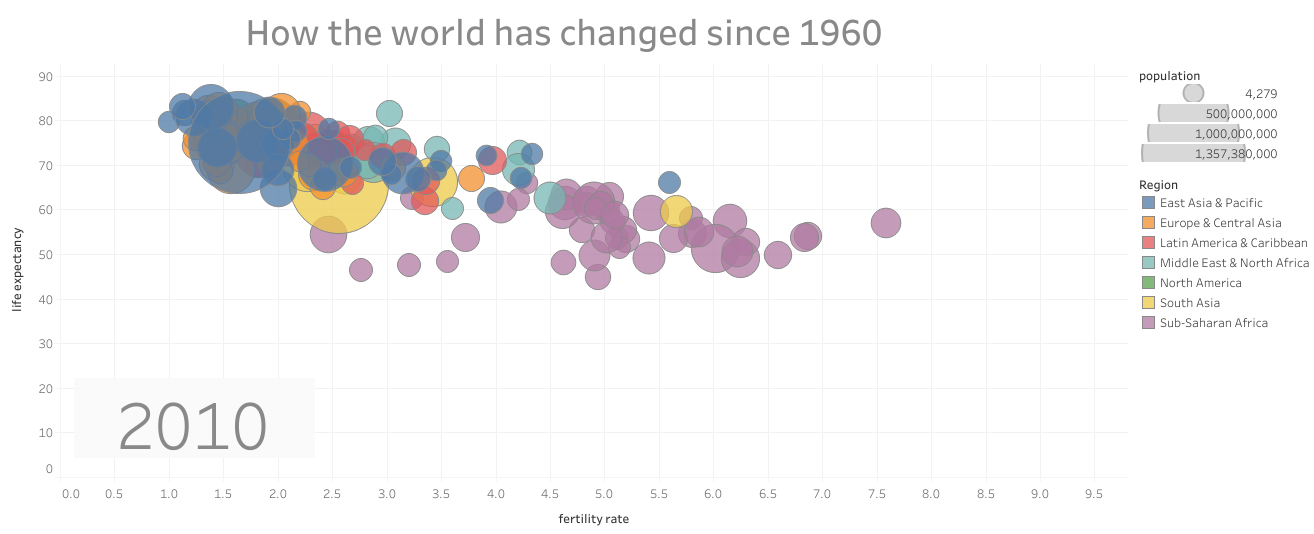 How the world has changed since 1960
population
4,279
500,000,000
1,000,000,000
1,357,380,000
Region
East Asia & Pacific
Europe & Central Asia
Latin America & Caribbean
Middle East & North Africa
North America
South Asia
Sub-Saharan Africa
90
80
70
60
50
40
30
20
10
0
life expectancy
2010
0.0 0.5 1.0 1.5 2.0 2.5 3.0 3.5 4.0 4.5 5.0 5.5 6.0 6.5 7.0 7.5 8.0 8.5 9.0 9.5
fertility rate